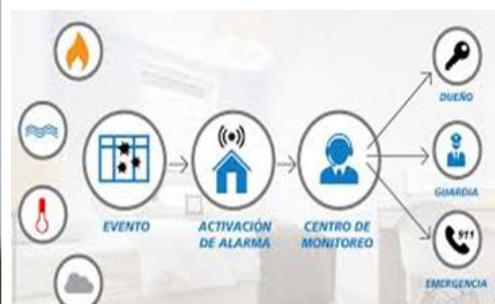 DUEÑO
911
GUARDIA
EVENTO
ACTIVACIÓN
DE ALARMA
CENTRO DE
MONITOREO
EMERGENCIA